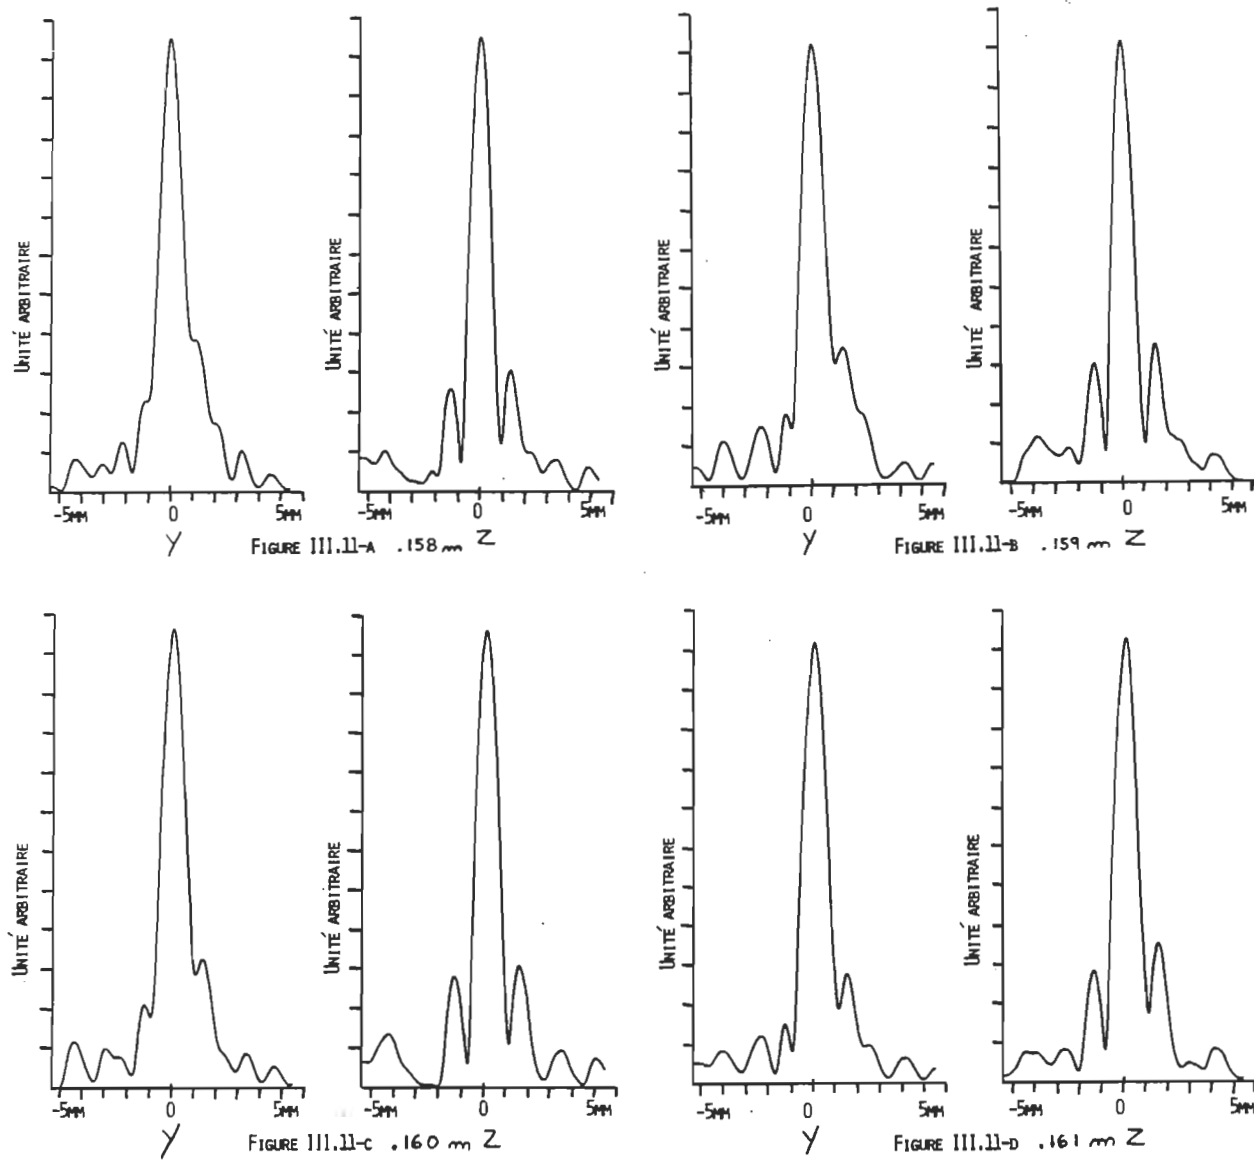 UNITÉ ARBITRAIRE UNITÉ ARBITRAIRE UNITÉ ARBITRAIRE UNITÉ ARBITRAIRE
-5MM 0 5MM -5MM 0 5MM -5MM 0 5MM -5MM 0 5MM
Y Z Y Z
FIGURE III.11-A .158 m FIGURE III.11-B .159 m
UNITÉ ARBITRAIRE UNITÉ ARBITRAIRE UNITÉ ARBITRAIRE UNITÉ ARBITRAIRE
-5MM 0 5MM -5MM 0 5MM -5MM 0 5MM -5MM 0 5MM
Y Z Y Z
FIGURE III.11-C .160 m FIGURE III.11-D .161 m